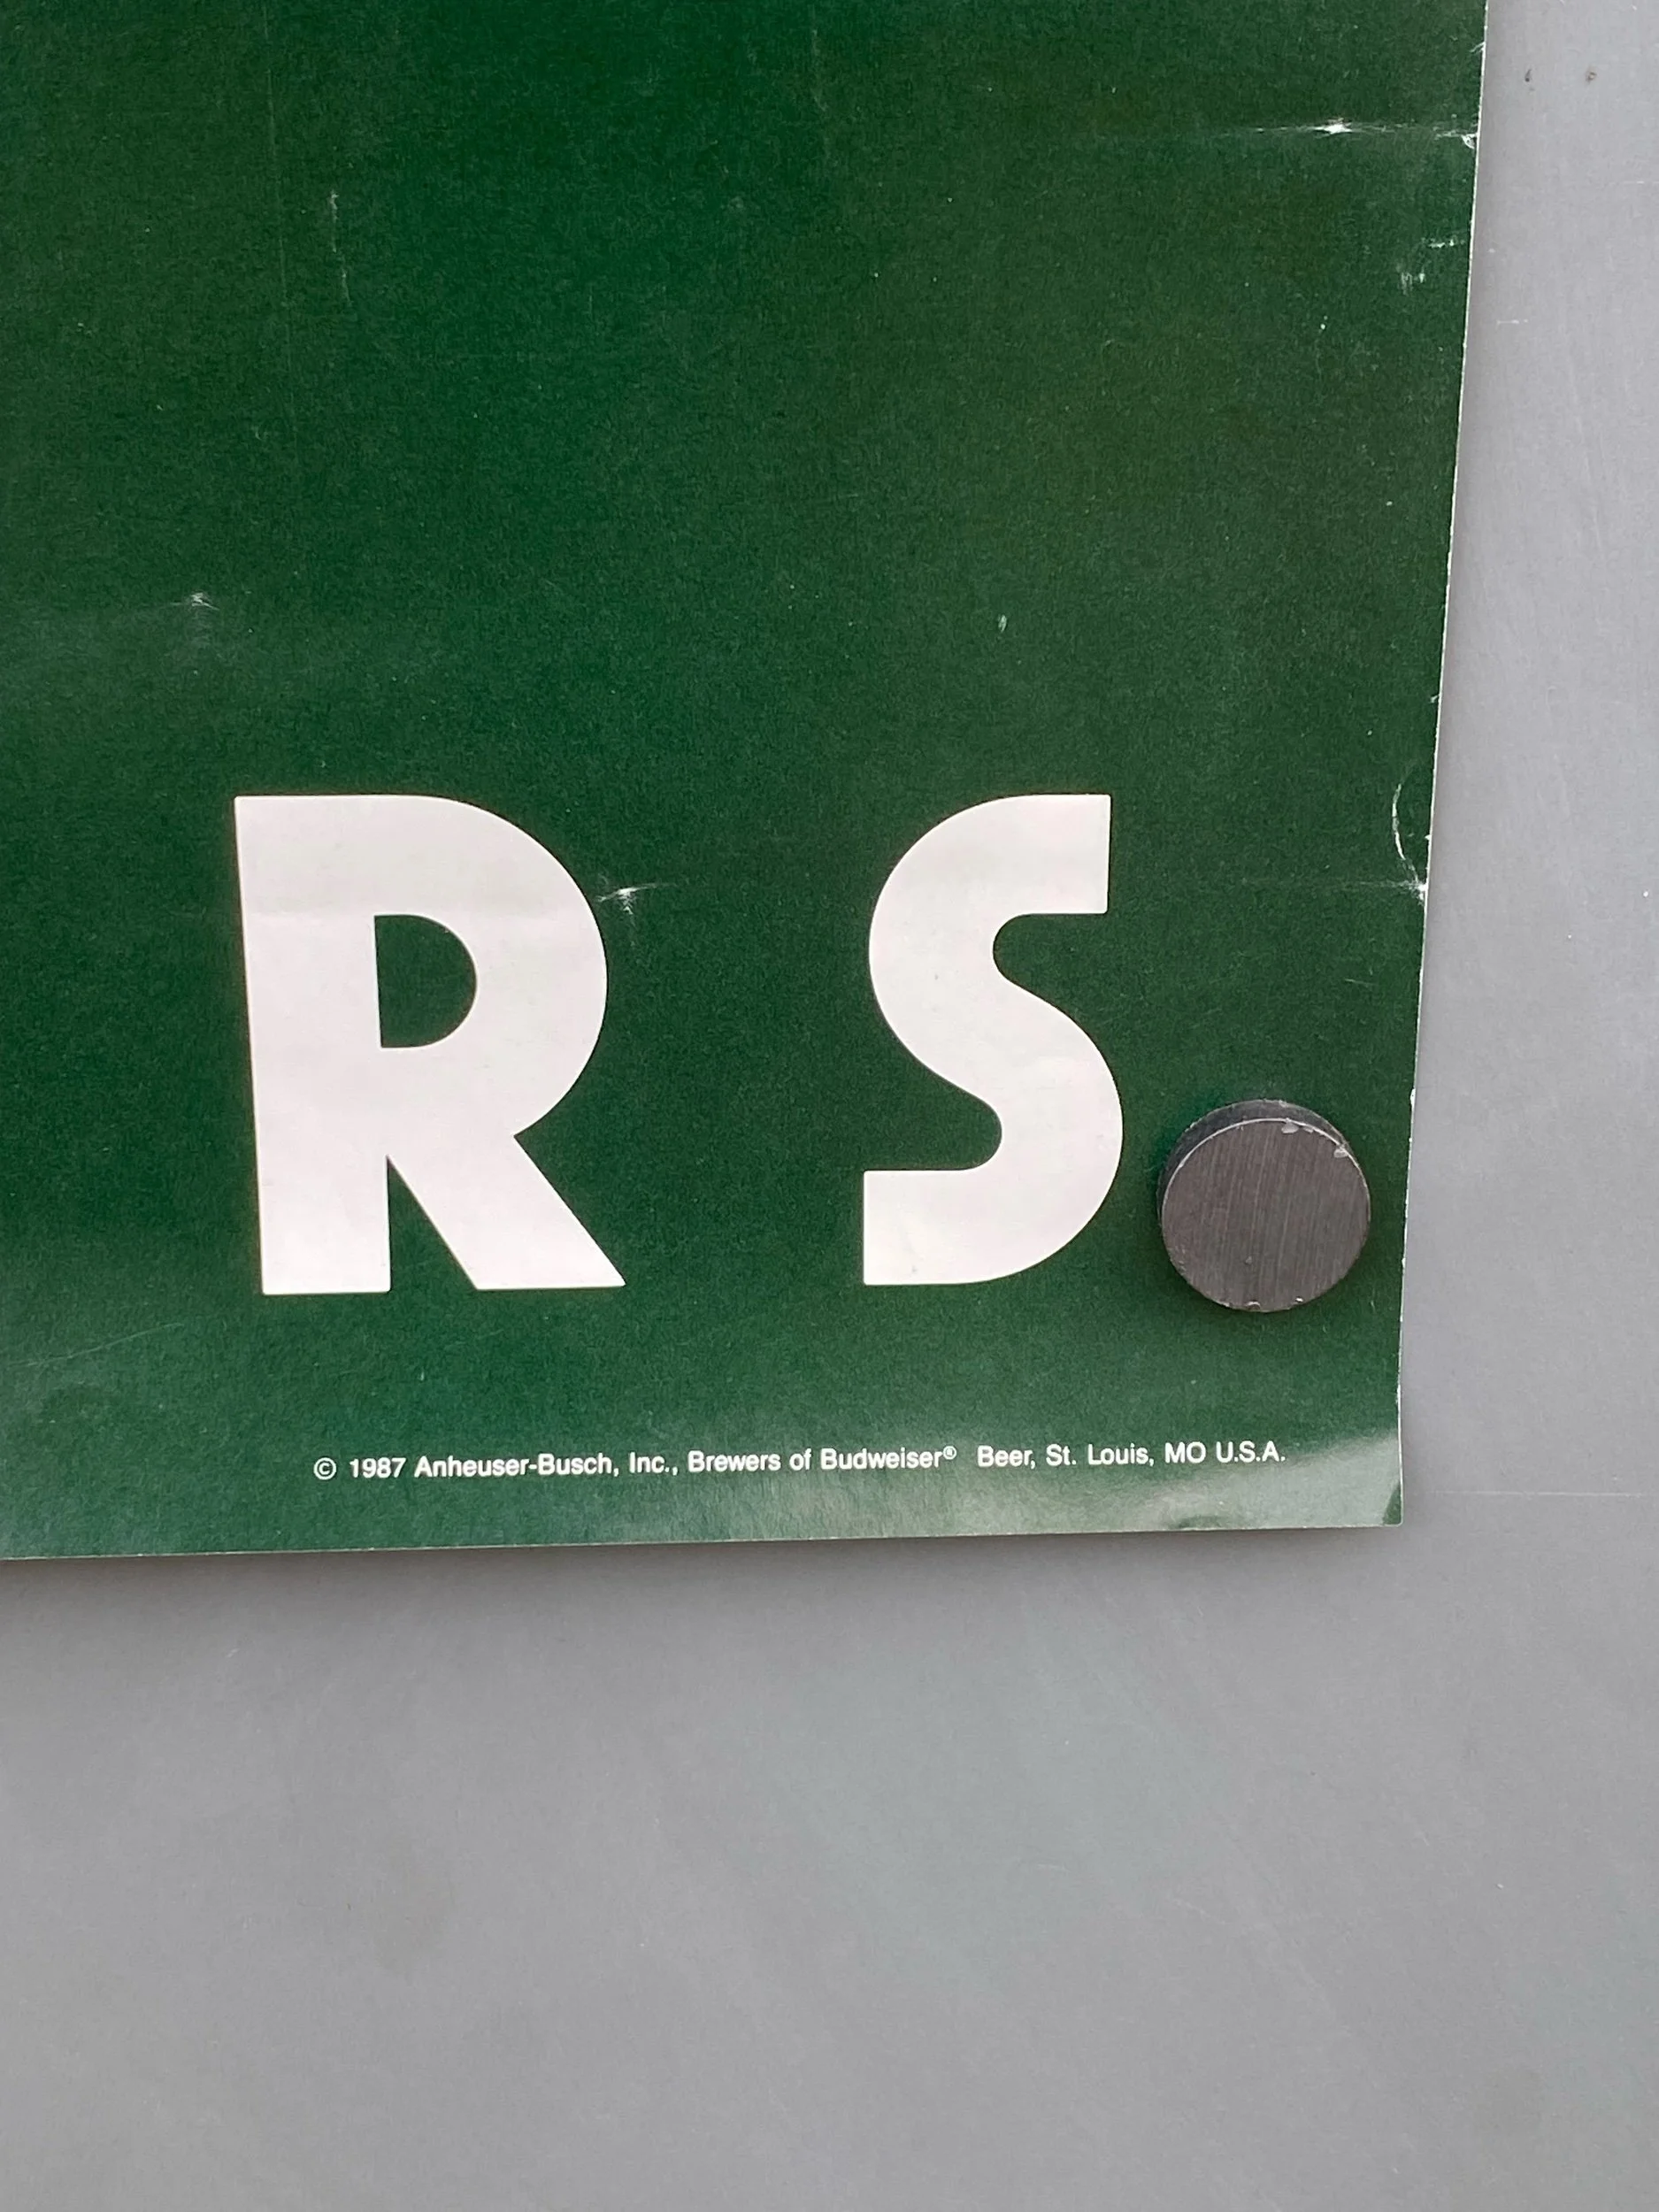 R S
© 1987 Anheuser-Busch, Inc., Brewers of Budweiser® Beer, St. Louis, MO U.S.A.